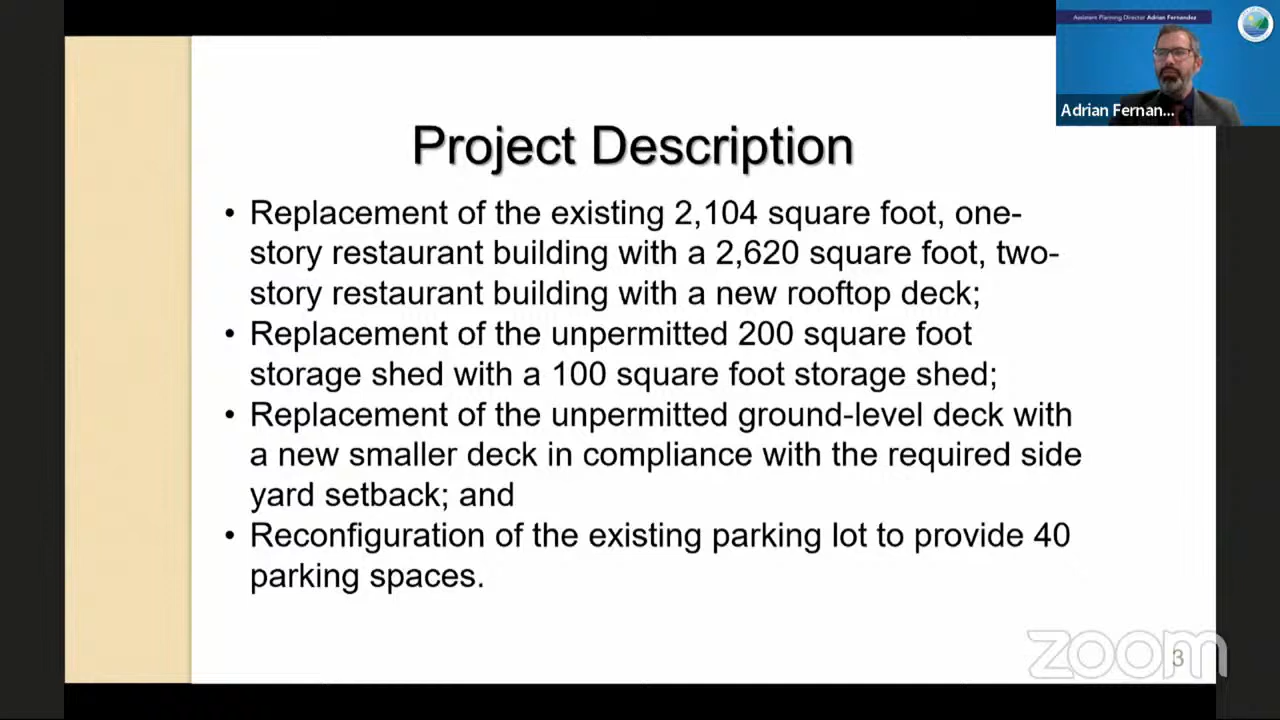 Assistant Planning Director Adrian Fernandez
Adrian Fernan...
Project Description
• Replacement of the existing 2,104 square foot, one-
story restaurant building with a 2,620 square foot, two-
story restaurant building with a new rooftop deck;
• Replacement of the unpermitted 200 square foot
storage shed with a 100 square foot storage shed;
• Replacement of the unpermitted ground-level deck with
a new smaller deck in compliance with the required side
yard setback; and
• Reconfiguration of the existing parking lot to provide 40
parking spaces.
zoom
3